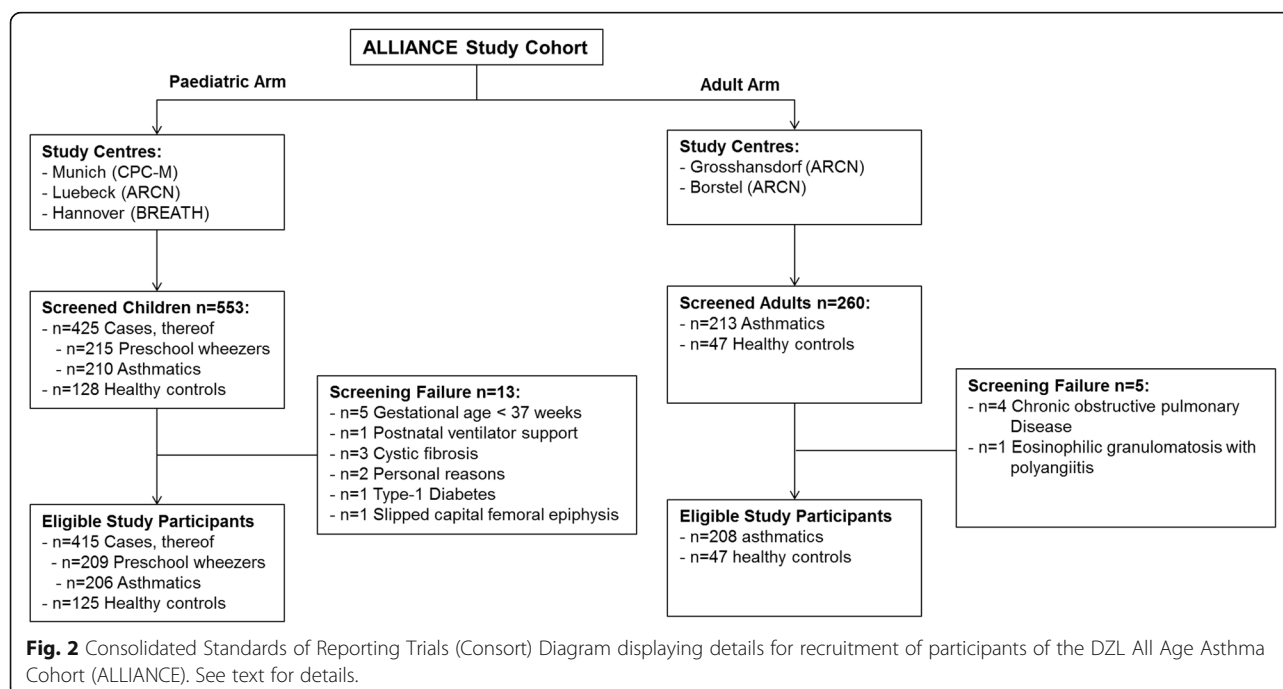 ALLIANCE Study Cohort
Paediatric Arm
Adult Arm
Study Centres:
- Munich (CPC-M)
- Luebeck (ARCN)
- Hannover (BREATH)
Study Centres:
- Grosshansdorf (ARCN)
- Borstel (ARCN)
Screened Children n=553:
- n=425 Cases, thereof
- n=215 Preschool wheezers
- n=210 Asthmatics
- n=128 Healthy controls
Screened Adults n=260:
- n=213 Asthmatics
- n=47 Healthy controls
Screening Failure n=13:
- n=5 Gestational age < 37 weeks
- n=1 Postnatal ventilator support
- n=3 Cystic fibrosis
- n=2 Personal reasons
- n=1 Type-1 Diabetes
- n=1 Slipped capital femoral epiphysis
Screening Failure n=5:
- n=4 Chronic obstructive pulmonary
Disease
- n=1 Eosinophilic granulomatosis with
polyangiitis
Eligible Study Participants
- n=415 Cases, thereof
- n=209 Preschool wheezers
- n=206 Asthmatics
- n=125 Healthy controls
Eligible Study Participants
- n=208 asthmatics
- n=47 healthy controls
Fig. 2 Consolidated Standards of Reporting Trials (Consort) Diagram displaying details for recruitment of participants of the DZL All Age Asthma
Cohort (ALLIANCE). See text for details.